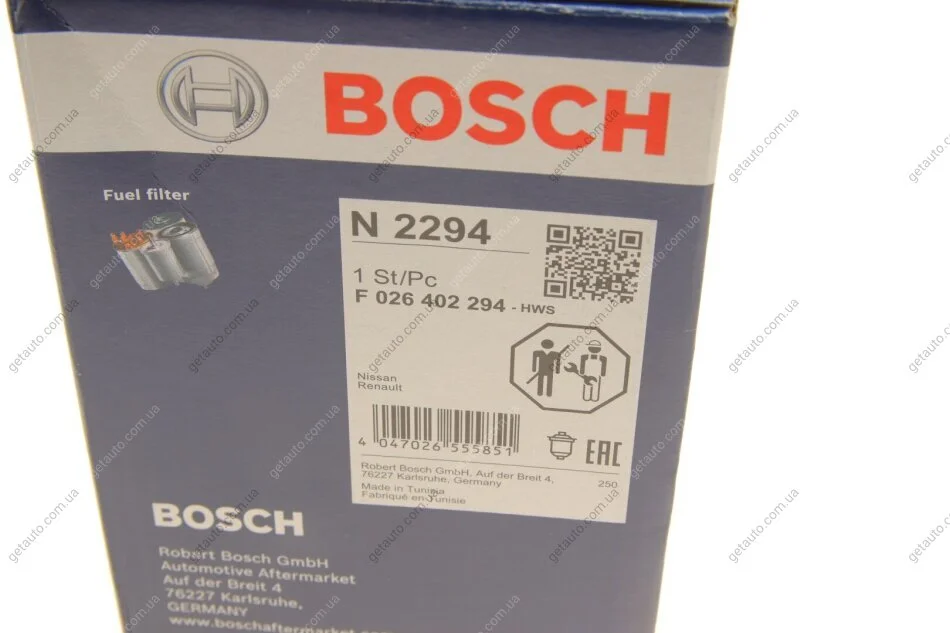 BOSCH
Fuel filter
N 2294
1 St/Pc
F 026 402 294 - HWS
Nissan
Renault
4 047026 555851
EAC
Robert Bosch GmbH, Auf der Breit 4,
76227 Karlsruhe, Germany
250
Made in Tunisia
Fabriqué en Tunisie
BOSCH
Robert Bosch GmbH
Automotive Aftermarket
Auf der Breit 4
76227 Karlsruhe,
GERMANY
www.boschaftermarket.com
getauto.com.ua